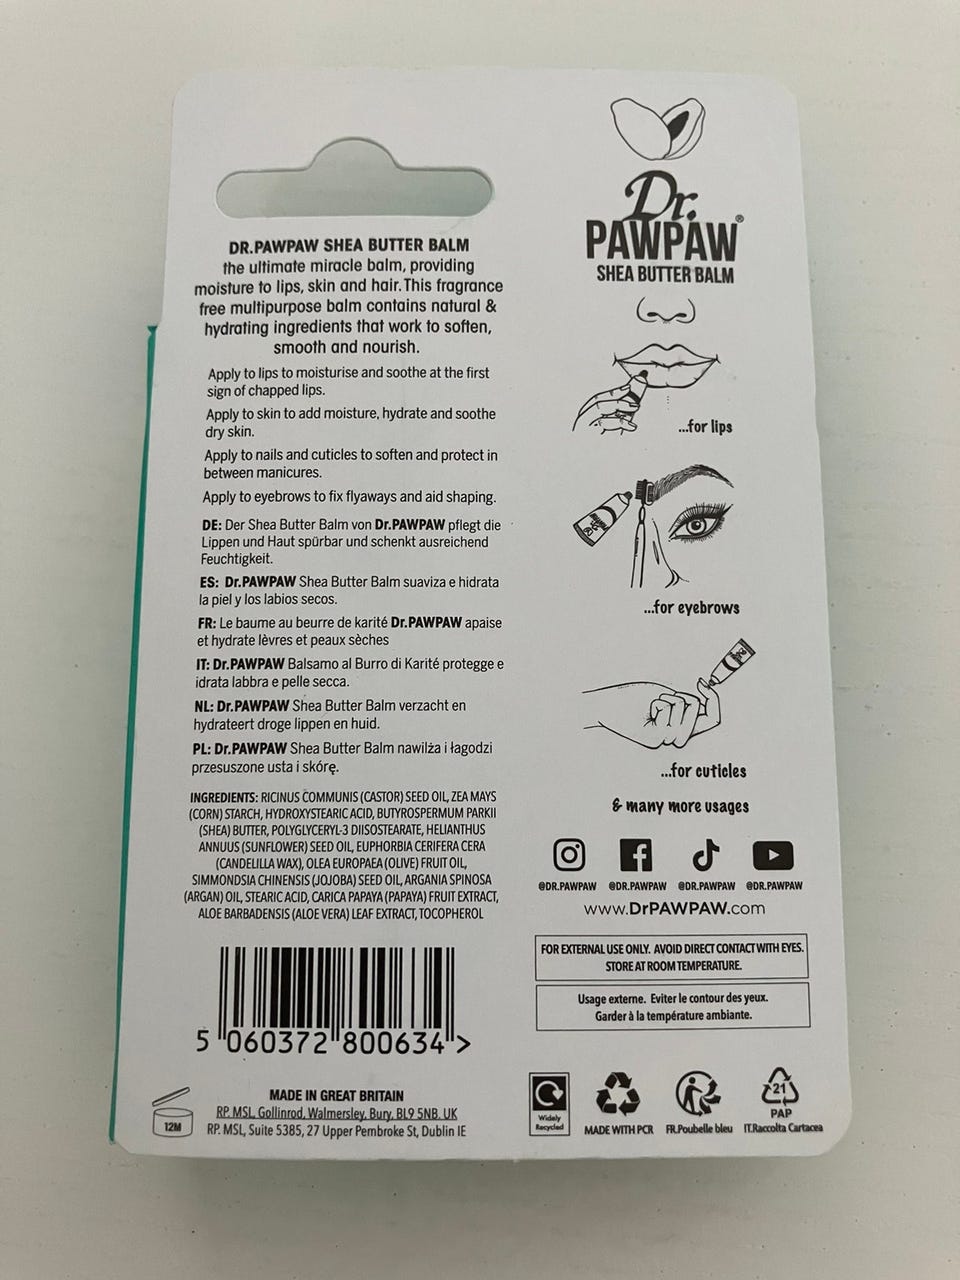 DR.PAWPAW SHEA BUTTER BALM
the ultimate miracle balm, providing
moisture to lips, skin and hair. This fragrance
free multipurpose balm contains natural &
hydrating ingredients that work to soften,
smooth and nourish.
Apply to lips to moisturise and soothe at the first
sign of chapped lips.
Apply to skin to add moisture, hydrate and soothe
dry skin.
Apply to nails and cuticles to soften and protect in
between manicures.
Apply to eyebrows to fix flyaways and aid shaping.
DE: Der Shea Butter Balm von Dr.PAWPAW pflegt die
Lippen und Haut spürbar und schenkt ausreichend
Feuchtigkeit.
ES: Dr.PAWPAW Shea Butter Balm suaviza e hidrata
la piel y los labios secos.
FR: Le baume au beurre de karité Dr.PAWPAW apaise
et hydrate lèvres et peaux sèches
IT: Dr.PAWPAW Balsamo al Burro di Karité protegge e
idrata labbra e pelle secca.
NL: Dr.PAWPAW Shea Butter Balm verzacht en
hydrateert droge lippen en huid.
PL: Dr.PAWPAW Shea Butter Balm nawilża i łagodzi
przesuszone usta i skórę.
INGREDIENTS: RICINUS COMMUNIS (CASTOR) SEED OIL, ZEA MAYS
(CORN) STARCH, HYDROXYSTEARIC ACID, BUTYROSPERMUM PARKII
(SHEA) BUTTER, POLYGLYCERYL-3 DIISOSTEARATE, HELIANTHUS
ANNUUS (SUNFLOWER) SEED OIL, EUPHORBIA CERIFERA CERA
(CANDELILLA WAX), OLEA EUROPAEA (OLIVE) FRUIT OIL,
SIMMONDSIA CHINENSIS (JOJOBA) SEED OIL, ARGANIA SPINOSA
(ARGAN) OIL, STEARIC ACID, CARICA PAPAYA (PAPAYA) FRUIT EXTRACT,
ALOE BARBADENSIS (ALOE VERA) LEAF EXTRACT, TOCOPHEROL
5 060372 800634 >
12M
MADE IN GREAT BRITAIN
RP. MSL, Gollinrod, Walmersley, Bury, BL9 5NB. UK
RP. MSL, Suite 5385, 27 Upper Pembroke St, Dublin IE
Dr.
PAWPAW®
SHEA BUTTER BALM
...for lips
...for eyebrows
...for cuticles
& many more usages
@DR.PAWPAW @DR.PAWPAW @DR.PAWPAW @DR.PAWPAW
www.DrPAWPAW.com
FOR EXTERNAL USE ONLY. AVOID DIRECT CONTACT WITH EYES.
STORE AT ROOM TEMPERATURE.
Usage externe. Eviter le contour des yeux.
Garder à la température ambiante.
Widely
Recycled
MADE WITH PCR
FR.Poubelle bleu
21
PAP
IT.Raccolta Cartacea